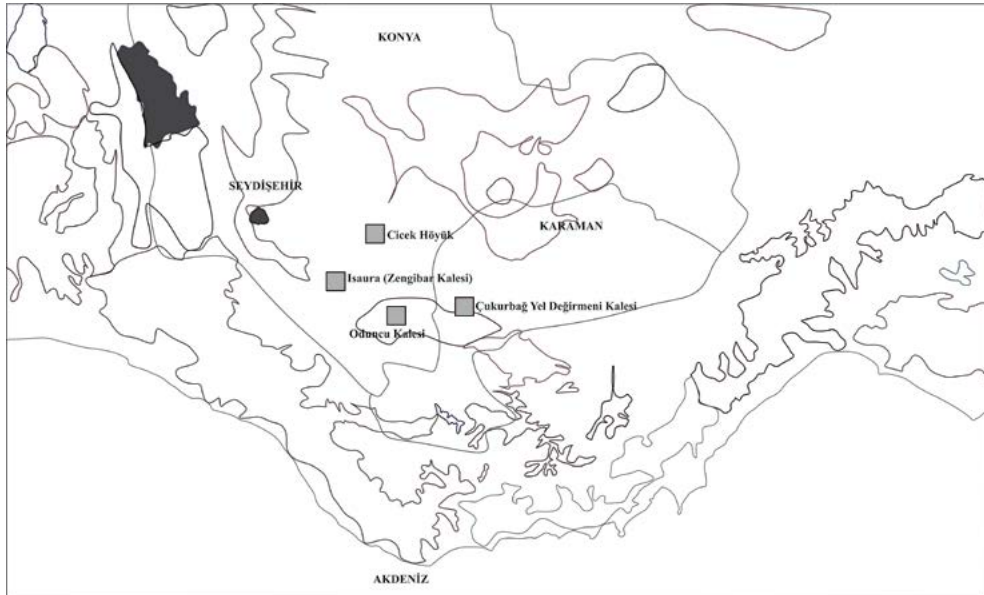 KONYA
SEYDİŞEHİR
KARAMAN
Cicek Höyük
Isaura (Zengibar Kalesi)
Çukurbağ Yel Değirmeni Kalesi
Oduncu Kalesi
AKDENİZ